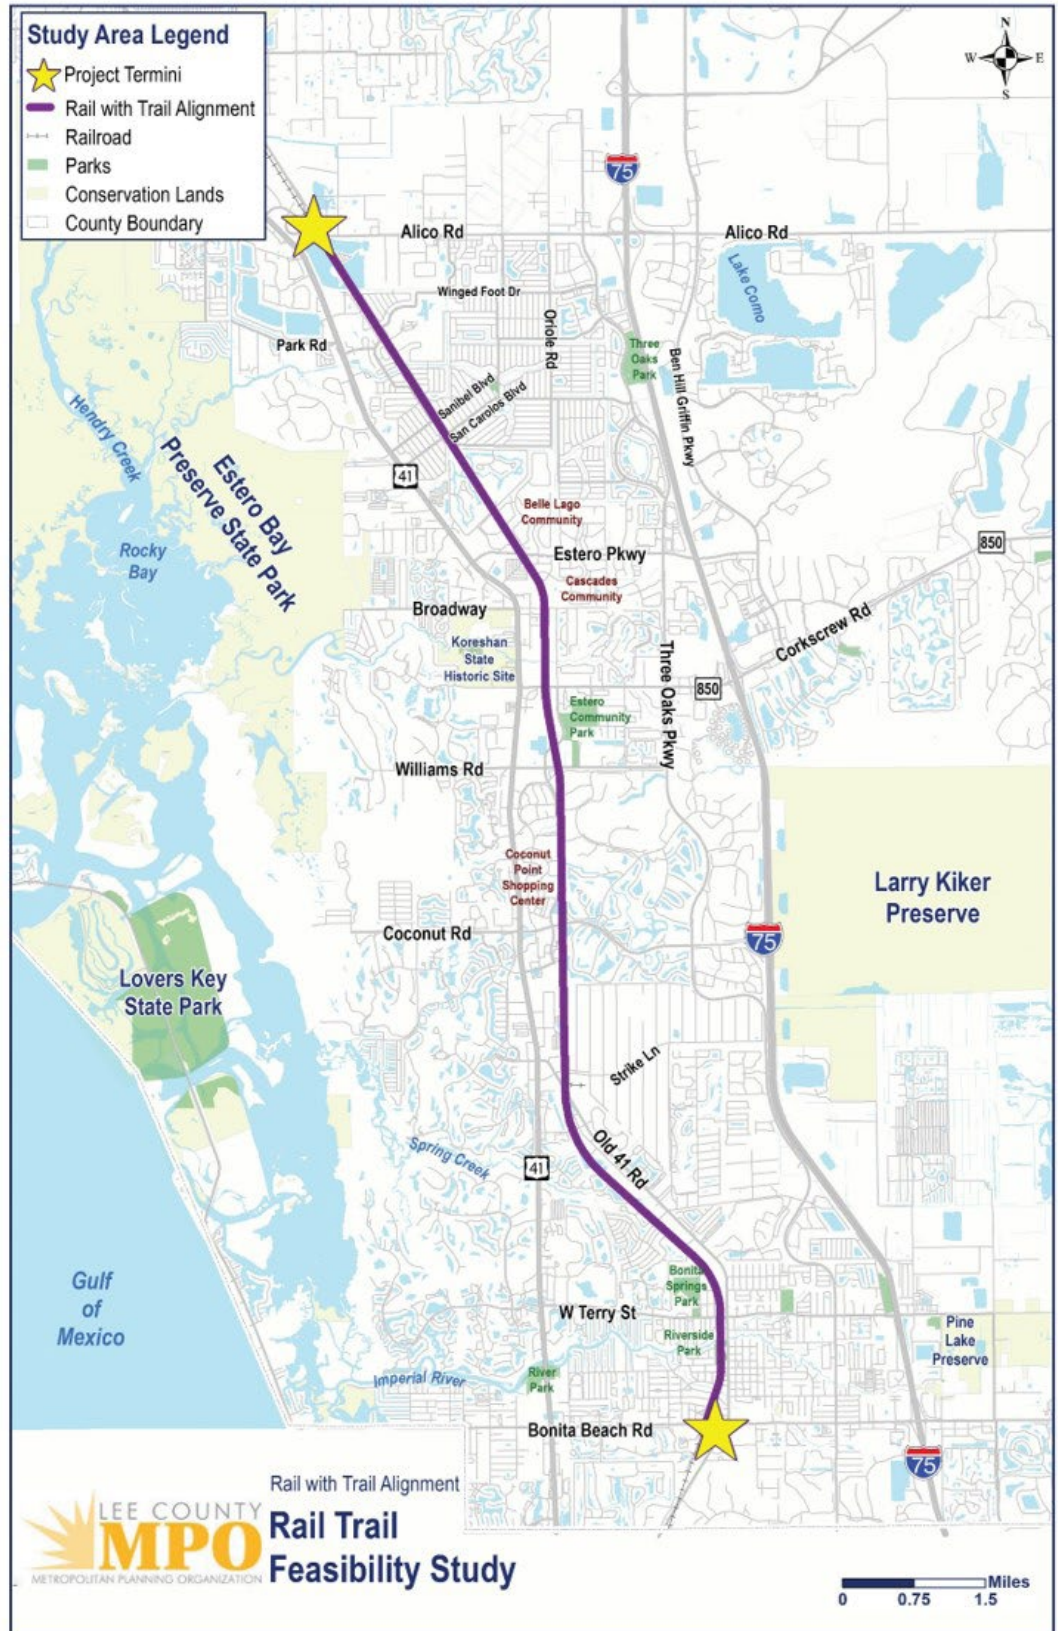 Study Area Legend
Project Termini
Rail with Trail Alignment
Railroad
Parks
Conservation Lands
County Boundary
N
W E
S
75
Alico Rd
Alico Rd
Lake Como
Winged Foot Dr
Oriole Rd
Park Rd
Three
Oaks
Park
Ben Hill Griffin Pkwy
Sanibel Blvd
San Carolos Blvd
Hendry Creek
Estero Bay
Preserve State Park
41
Belle Lago
Community
Rocky
Bay
Estero Pkwy
850
Cascades
Community
Broadway
Corkscrew Rd
Koreshan
State
Historic Site
Three Oaks Pkwy
850
Estero
Community
Park
Williams Rd
Coconut
Point
Shopping
Center
Larry Kiker
Preserve
Coconut Rd
75
Lovers Key
State Park
Strike Ln
Old 41 Rd
Spring Creek
41
Gulf
of
Mexico
Bonita
Springs
Park
W Terry St
Riverside
Park
Pine
Lake
Preserve
Imperial River
River
Park
Bonita Beach Rd
75
Rail with Trail Alignment
LEE COUNTY
MPO
METROPOLITAN PLANNING ORGANIZATION
Rail Trail
Feasibility Study
Miles
0 0.75 1.5